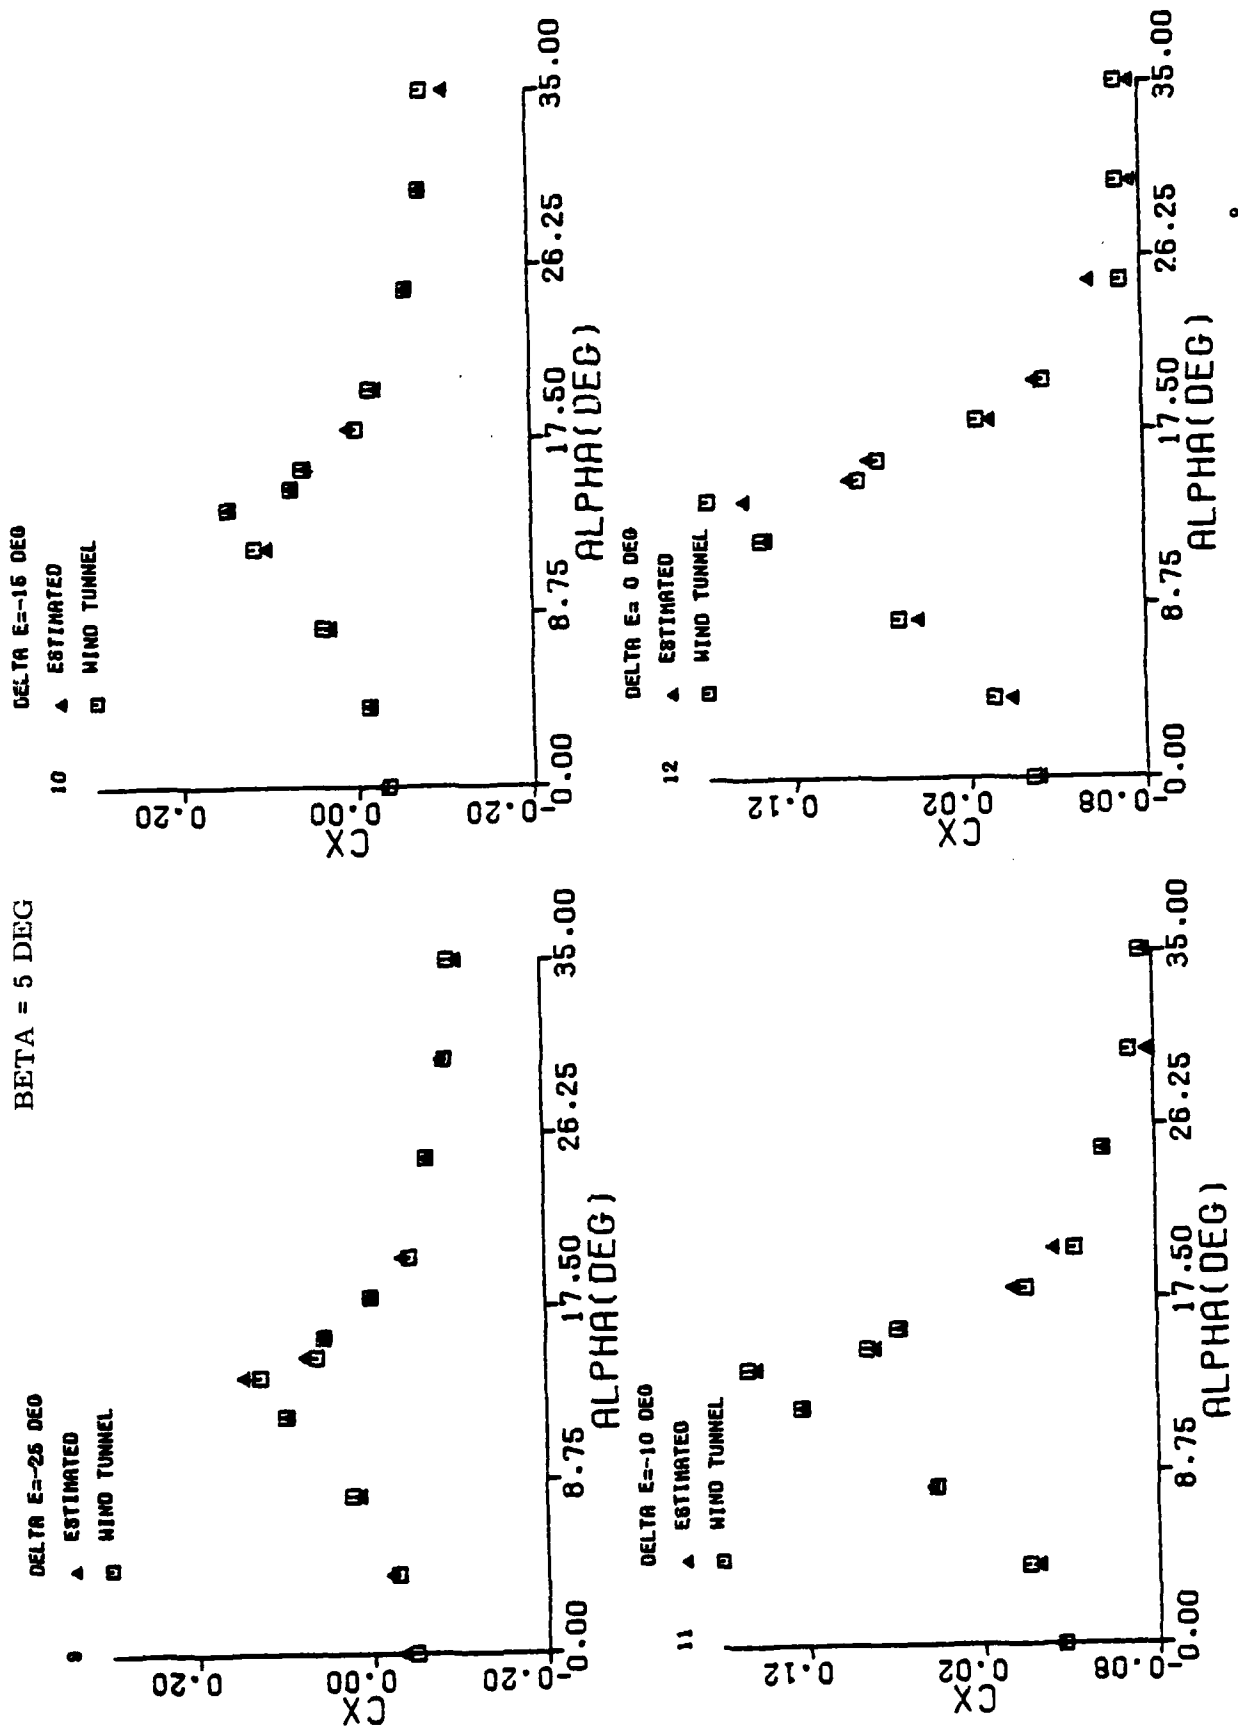 BETA = 5 DEG
9
DELTA E=-25 DEG
ESTIMATED
WIND TUNNEL
0.20
0.00
-0.20
CX
0.00
8.75
17.50
26.25
35.00
ALPHA(DEG)
10
DELTA E=-15 DEG
ESTIMATED
WIND TUNNEL
0.20
0.00
-0.20
CX
0.00
8.75
17.50
26.25
35.00
ALPHA(DEG)
11
DELTA E=-10 DEG
ESTIMATED
WIND TUNNEL
0.12
0.02
-0.08
CX
0.00
8.75
17.50
26.25
35.00
ALPHA(DEG)
12
DELTA E= 0 DEG
ESTIMATED
WIND TUNNEL
0.12
0.02
-0.08
CX
0.00
8.75
17.50
26.25
35.00
ALPHA(DEG)